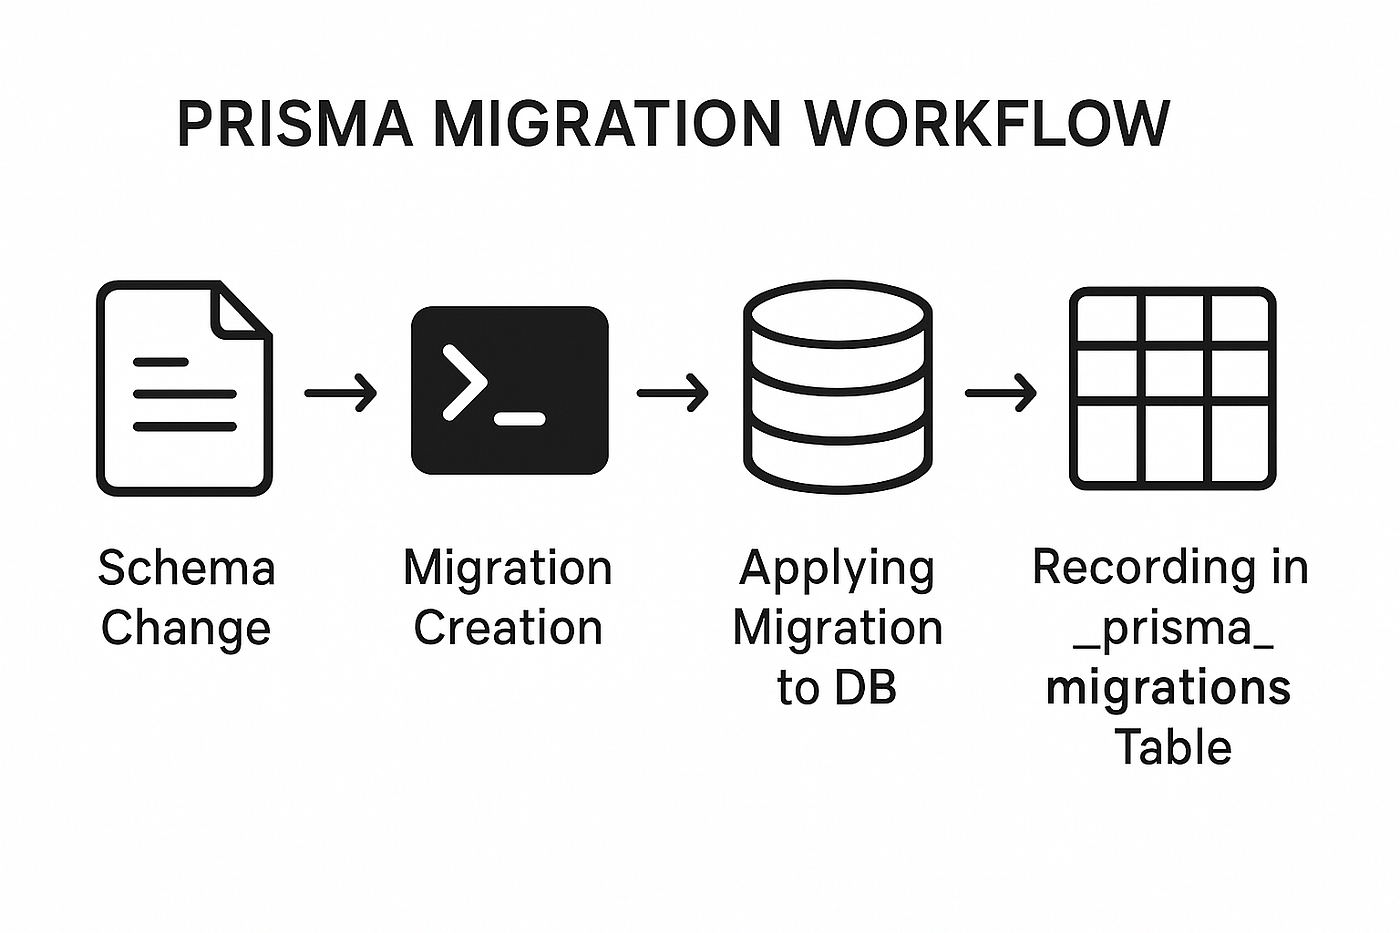 PRISMA MIGRATION WORKFLOW
Schema
Change
Migration
Creation
Applying
Migration
to DB
Recording in
_prisma_
migrations
Table